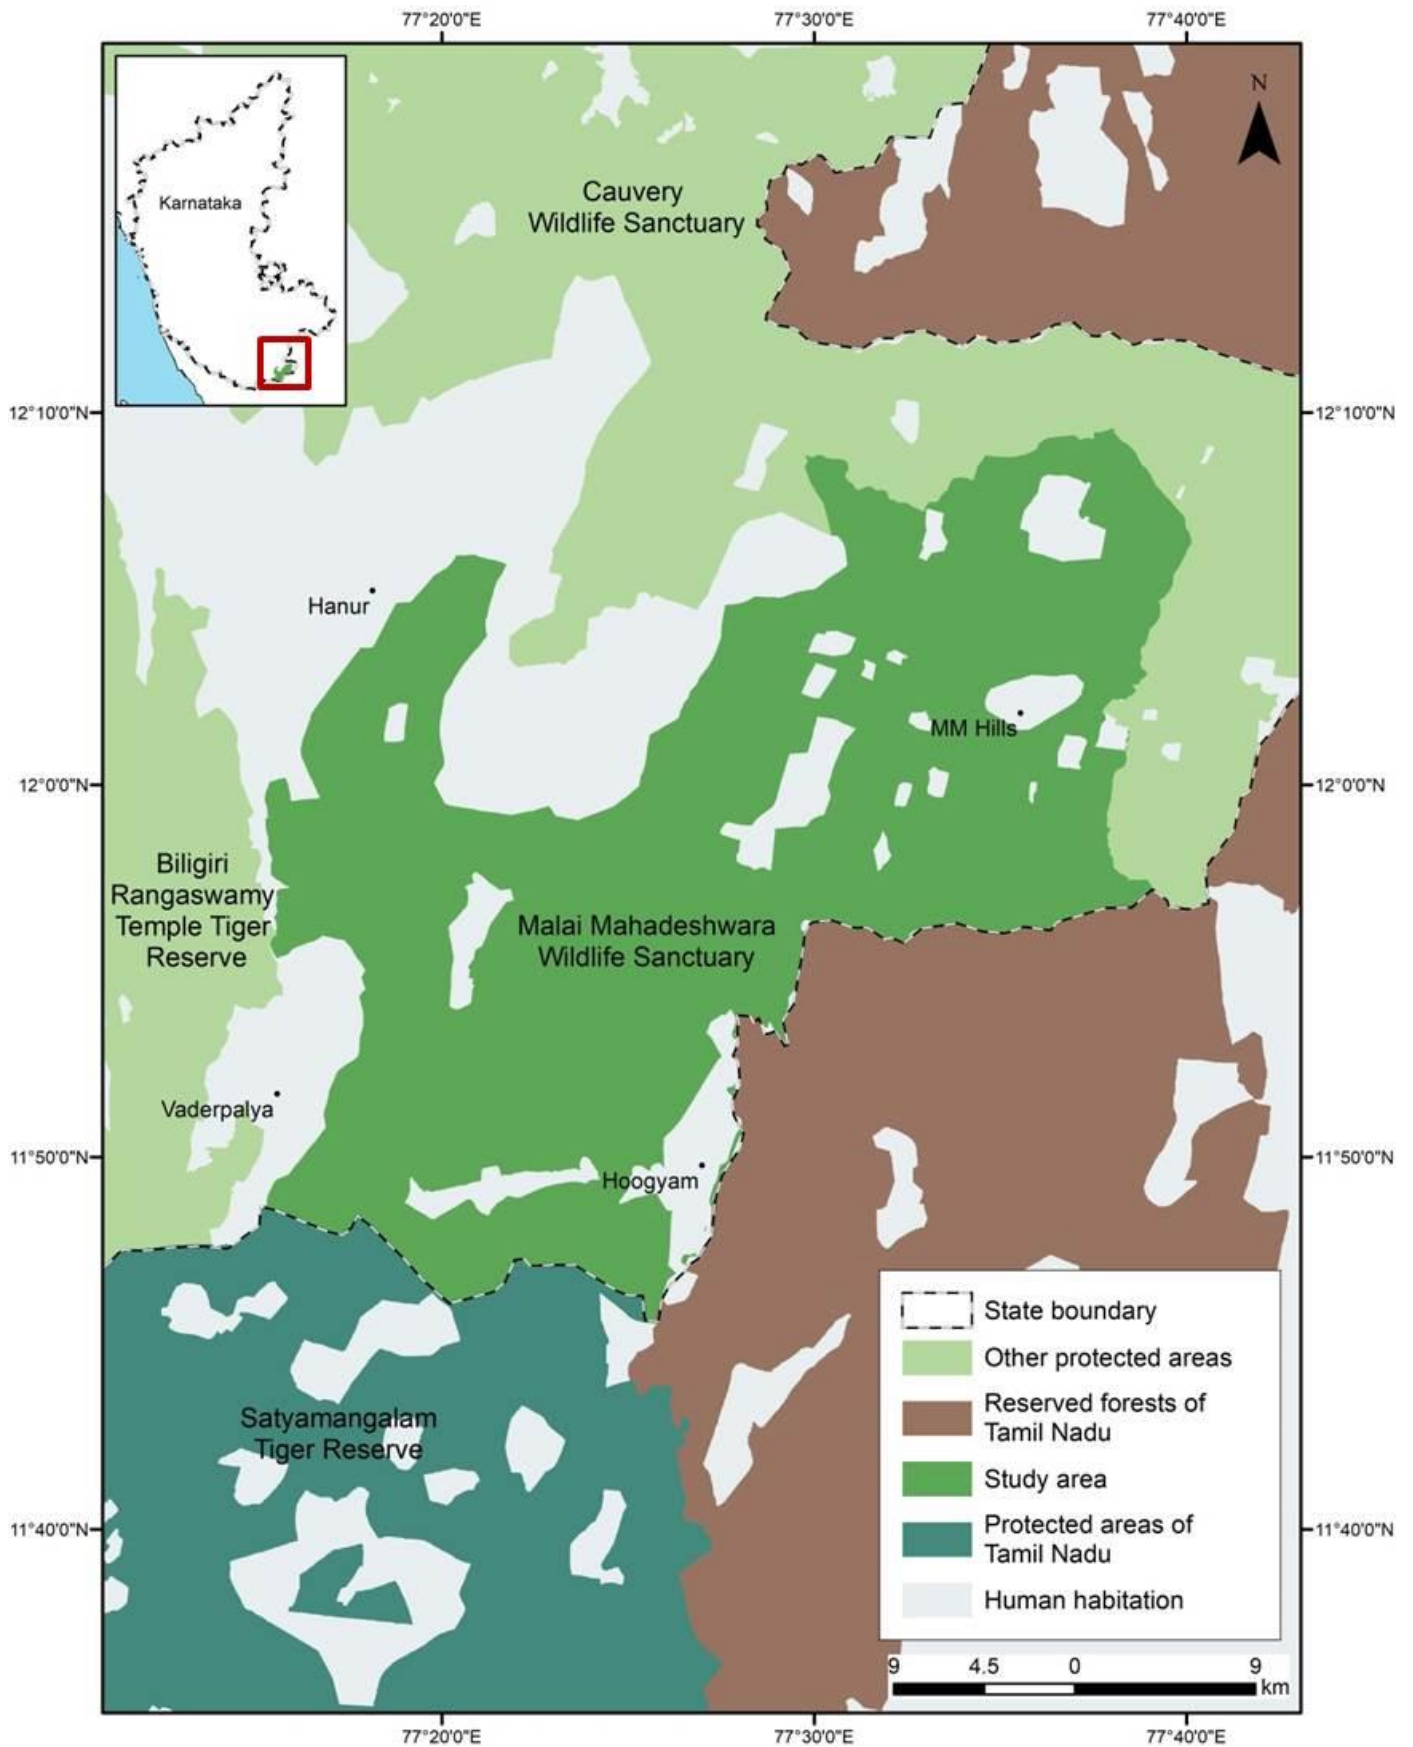 77°20'0"E
77°30'0"E
77°40'0"E
N
Karnataka
Cauvery
Wildlife Sanctuary
12°10'0"N
12°10'0"N
Hanur
MM Hills
12°0'0"N
12°0'0"N
Biligiri
Rangaswamy
Temple Tiger
Reserve
Malai Mahadeshwara
Wildlife Sanctuary
Vaderpalya
11°50'0"N
11°50'0"N
Hoogyam
Satyamangalam
Tiger Reserve
State boundary
Other protected areas
Reserved forests of
Tamil Nadu
Study area
Protected areas of
Tamil Nadu
Human habitation
11°40'0"N
11°40'0"N
9 4.5 0 9
km
77°20'0"E
77°30'0"E
77°40'0"E